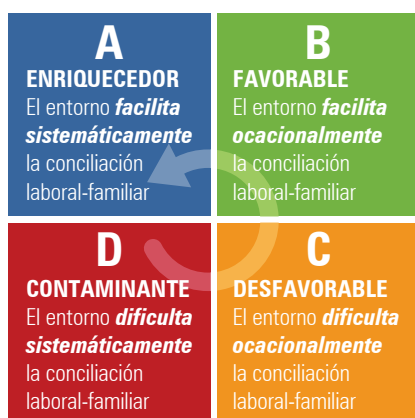 A
ENRIQUECEDOR
El entorno facilita
sistemáticamente
la conciliación
laboral-familiar
B
FAVORABLE
El entorno facilita
ocacionalmente
la conciliación
laboral-familiar
D
CONTAMINANTE
El entorno dificulta
sistemáticamente
la conciliación
laboral-familiar
C
DESFAVORABLE
El entorno dificulta
ocacionalmente
la conciliación
laboral-familiar